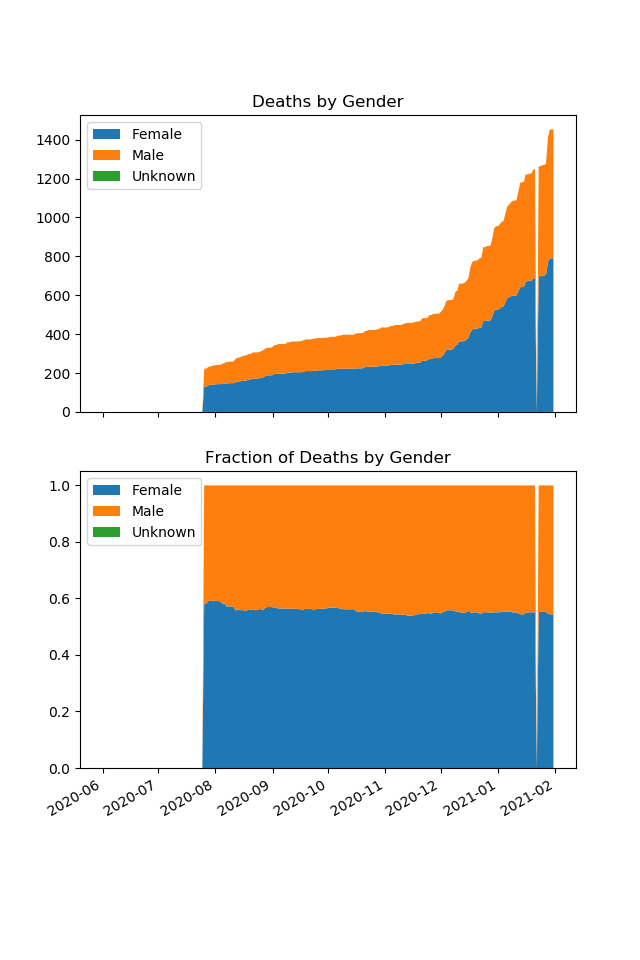 Deaths by Gender
Female
Male
Unknown
1400
1200
1000
800
600
400
200
0
Fraction of Deaths by Gender
Female
Male
Unknown
1.0
0.8
0.6
0.4
0.2
0.0
2020-06
2020-07
2020-08
2020-09
2020-10
2020-11
2020-12
2021-01
2021-02